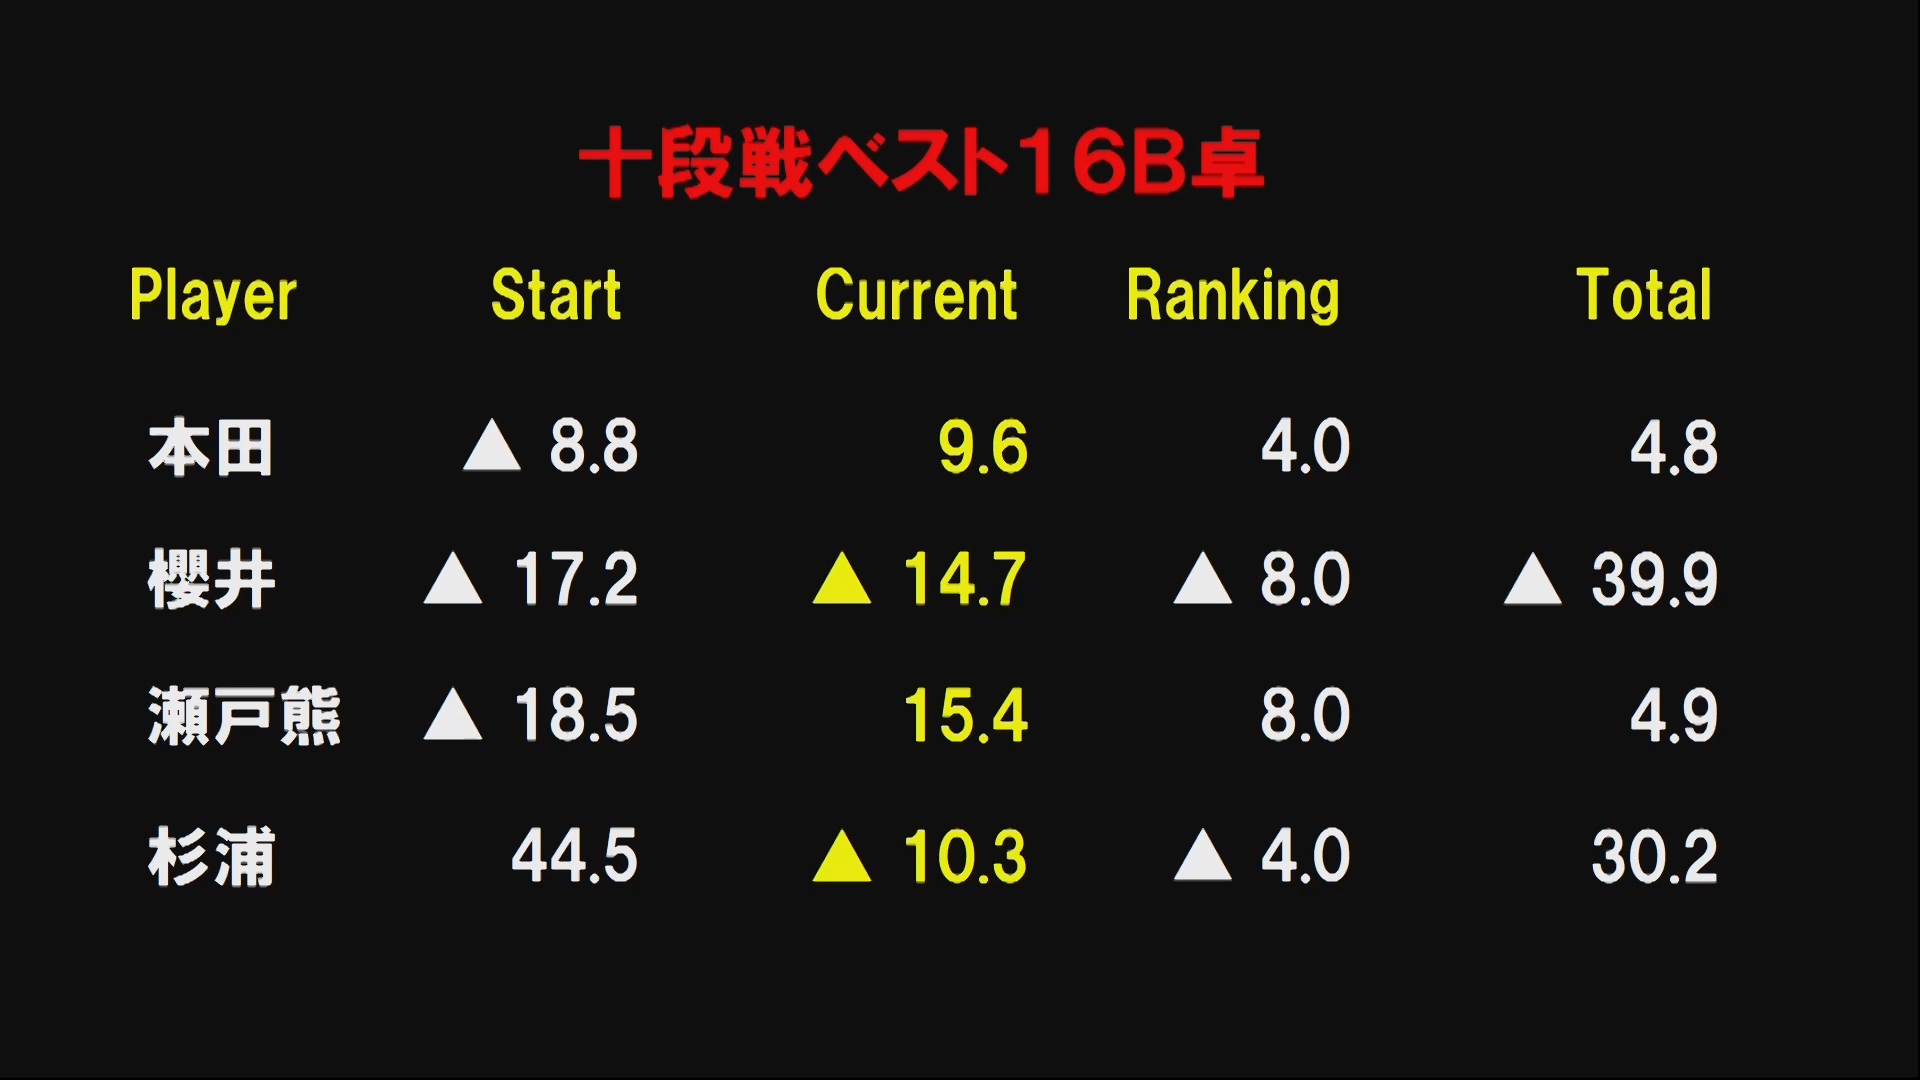 十段戦ベスト16B卓
Player Start Current Ranking Total
本田 ▲ 8.8 9.6 4.0 4.8
櫻井 ▲ 17.2 ▲ 14.7 ▲ 8.0 ▲ 39.9
瀬戸熊 ▲ 18.5 15.4 8.0 4.9
杉浦 44.5 ▲ 10.3 ▲ 4.0 30.2